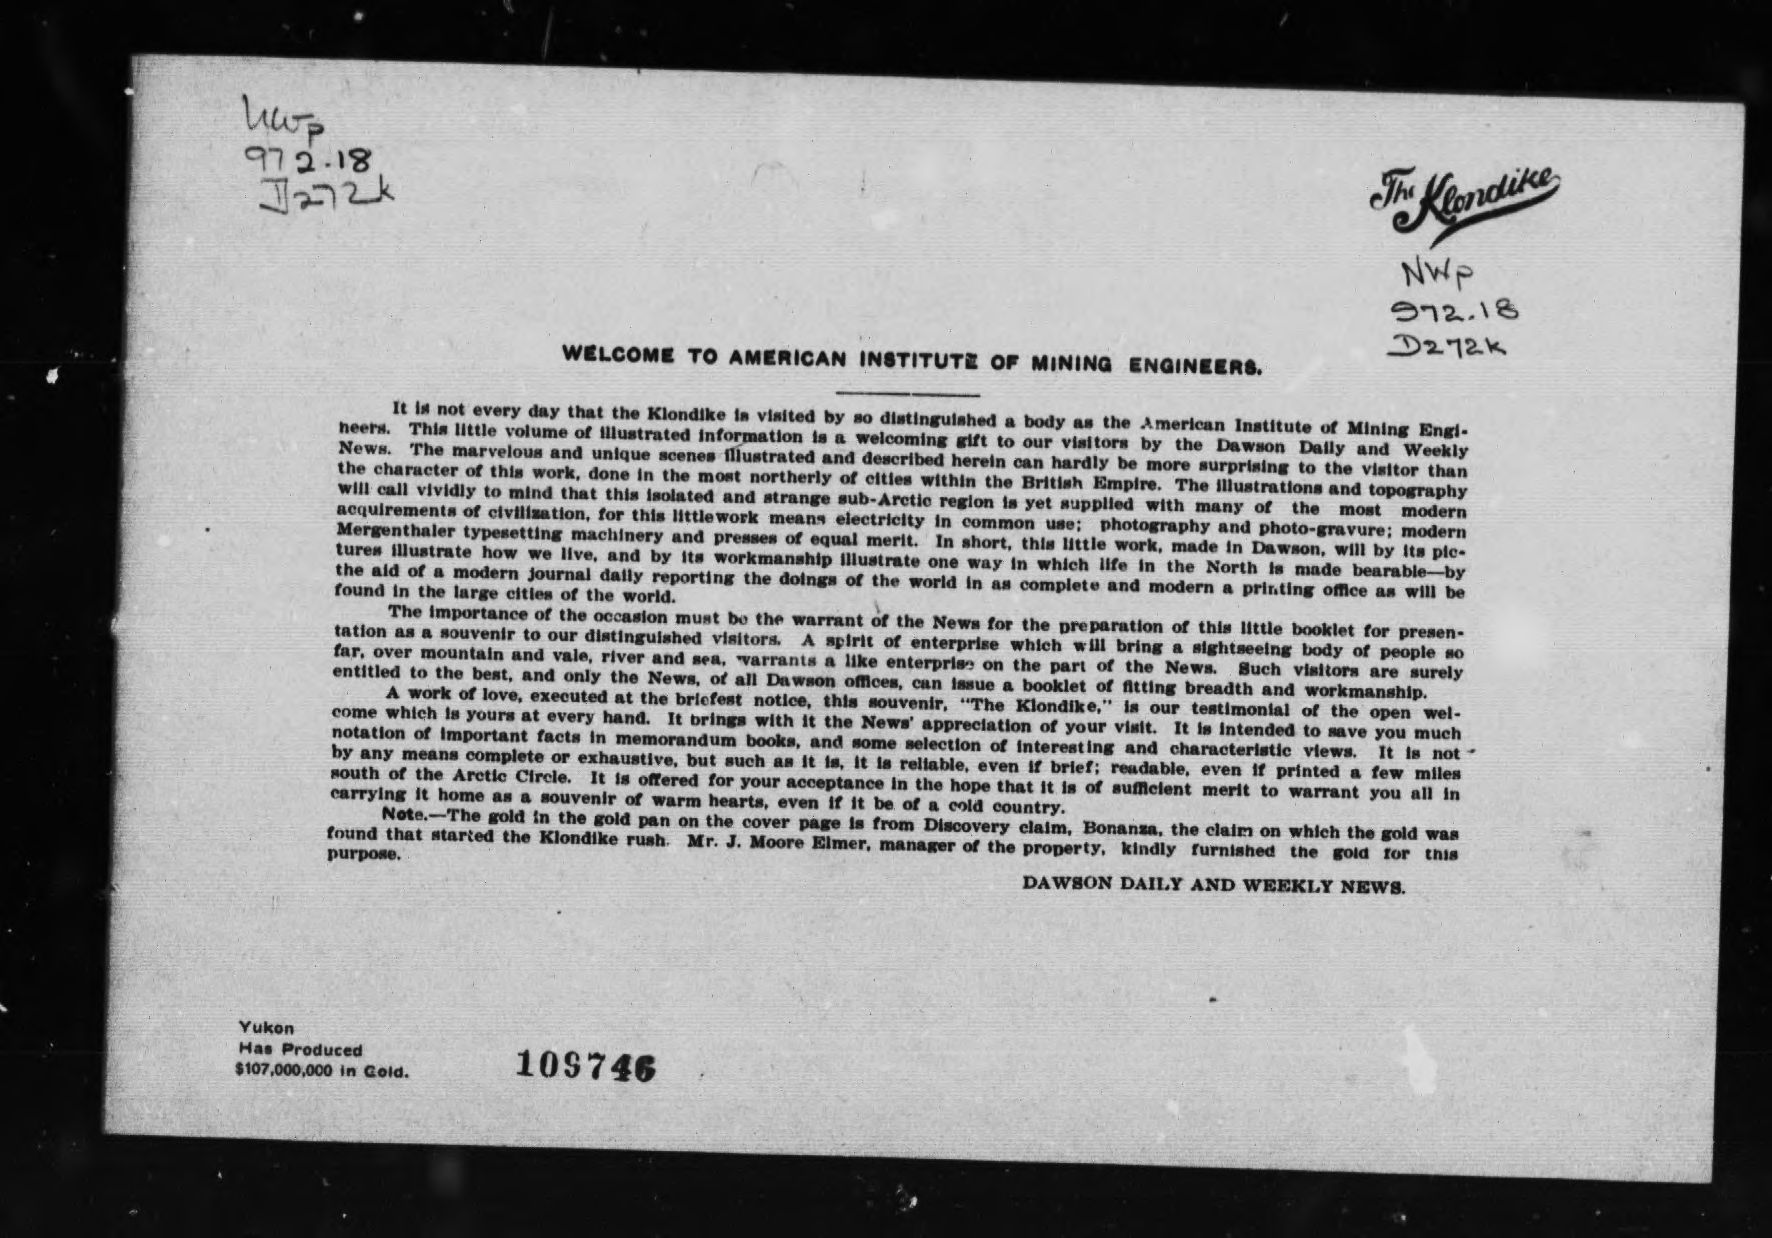 NWp
972.18
D272k
The Klondike
NWp
972.18
D272k
WELCOME TO AMERICAN INSTITUTE OF MINING ENGINEERS.
It is not every day that the Klondike is visited by so distinguished a body as the American Institute of Mining Engi-
neers. This little volume of illustrated information is a welcoming gift to our visitors by the Dawson Daily and Weekly
News. The marvelous and unique scenes illustrated and described herein can hardly be more surprising to the visitor than
the character of this work, done in the most northerly of cities within the British Empire. The illustrations and topography
will call vividly to mind that this isolated and strange sub-Arctic region is yet supplied with many of the most modern
acquirements of civilization, for this littlework means electricity in common use; photography and photo-gravure; modern
Mergenthaler typesetting machinery and presses of equal merit. In short, this little work, made in Dawson, will by its pic-
tures illustrate how we live, and by its workmanship illustrate one way in which life in the North is made bearable—by
the aid of a modern journal daily reporting the doings of the world in as complete and modern a printing office as will be
found in the large cities of the world.
The importance of the occasion must be the warrant of the News for the preparation of this little booklet for presen-
tation as a souvenir to our distinguished visitors. A spirit of enterprise which will bring a sightseeing body of people so
far, over mountain and vale, river and sea, warrants a like enterprise on the part of the News. Such visitors are surely
entitled to the best, and only the News, of all Dawson offices, can issue a booklet of fitting breadth and workmanship.
A work of love, executed at the briefest notice, this souvenir, "The Klondike," is our testimonial of the open wel-
come which is yours at every hand. It brings with it the News' appreciation of your visit. It is intended to save you much
notation of important facts in memorandum books, and some selection of interesting and characteristic views. It is not
by any means complete or exhaustive, but such as it is, it is reliable, even if brief; readable, even if printed a few miles
south of the Arctic Circle. It is offered for your acceptance in the hope that it is of sufficient merit to warrant you all in
carrying it home as a souvenir of warm hearts, even if it be of a cold country.
Note.—The gold in the gold pan on the cover page is from Discovery claim, Bonanza, the claim on which the gold was
found that started the Klondike rush. Mr. J. Moore Elmer, manager of the property, kindly furnished the gold for this
purpose.
DAWSON DAILY AND WEEKLY NEWS.
Yukon
Has Produced
$107,000,000 in Gold.
109746